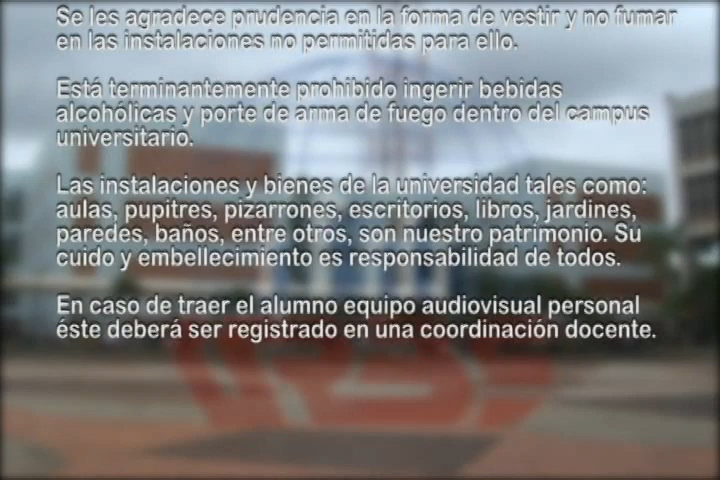 Se les agradece prudencia en la forma de vestir y no fumar
en las instalaciones no permitidas para ello.
Está terminantemente prohibido ingerir bebidas
alcohólicas y porte de arma de fuego dentro del campus
universitario.
Las instalaciones y bienes de la universidad tales como:
aulas, pupitres, pizarrones, escritorios, libros, jardines,
paredes, baños, entre otros, son nuestro patrimonio. Su
cuido y embellecimiento es responsabilidad de todos.
En caso de traer el alumno equipo audiovisual personal
éste deberá ser registrado en una coordinación docente.